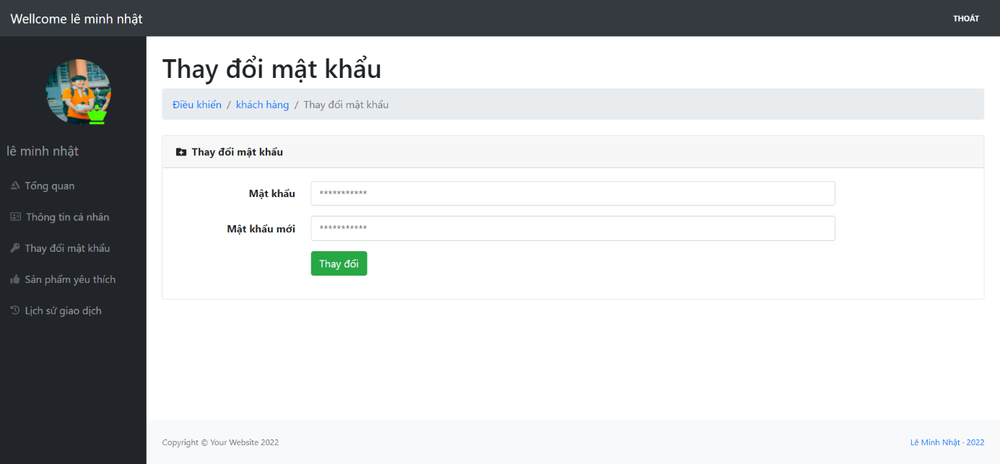 Wellcome lê minh nhật
THOÁT
Thay đổi mật khẩu
Điều khiển / khách hàng / Thay đổi mật khẩu
lê minh nhật
Tổng quan
Thông tin cá nhân
Thay đổi mật khẩu
Sản phẩm yêu thích
Lịch sử giao dịch
Thay đổi mật khẩu
Mật khẩu
***********
Mật khẩu mới
***********
Thay đổi
Copyright © Your Website 2022
Lê Minh Nhật · 2022